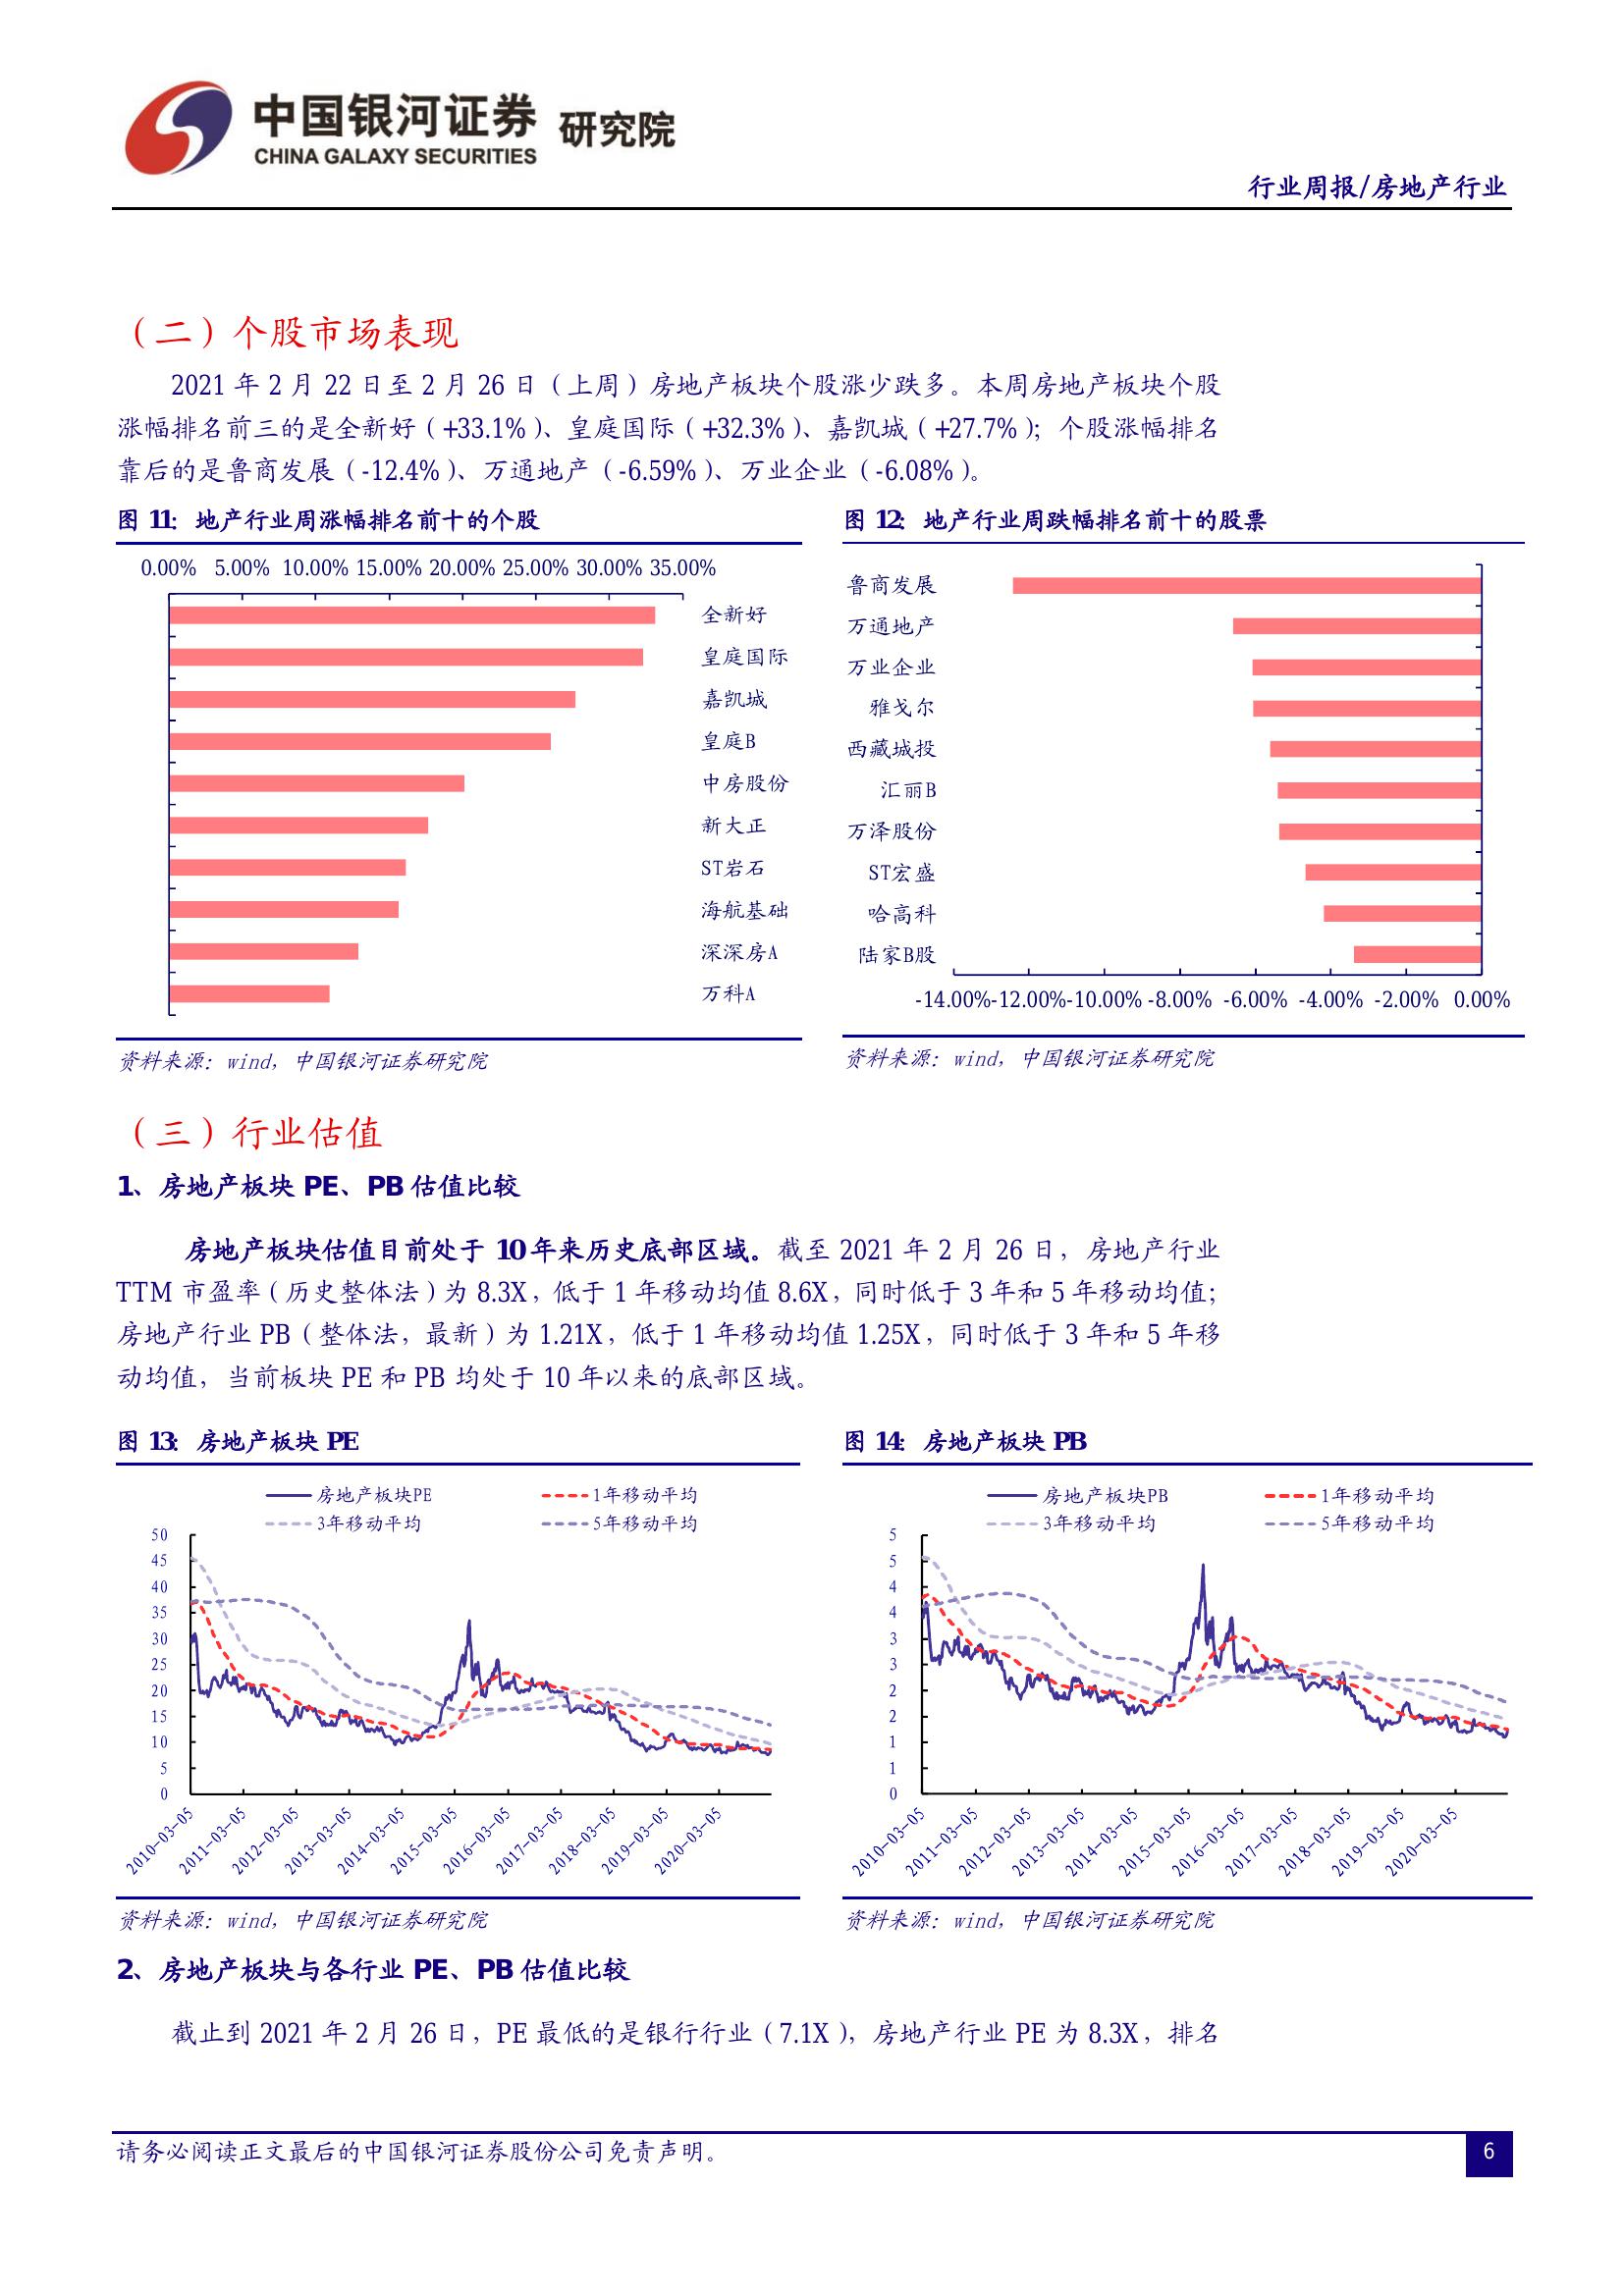 中国银河证券 研究院
CHINA GALAXY SECURITIES
行业周报/房地产行业
（二）个股市场表现
2021 年 2 月 22 日至 2 月 26 日（上周）房地产板块个股涨少跌多。本周房地产板块个股
涨幅排名前三的是全新好（+33.1%）、皇庭国际（+32.3%）、嘉凯城（+27.7%）；个股涨幅排名
靠后的是鲁商发展（-12.4%）、万通地产（-6.59%）、万业企业（-6.08%）。
图 11：地产行业周涨幅排名前十的个股
0.00% 5.00% 10.00% 15.00% 20.00% 25.00% 30.00% 35.00%
全新好
皇庭国际
嘉凯城
皇庭B
中房股份
新大正
ST岩石
海航基础
深深房A
万科A
资料来源：wind，中国银河证券研究院
图 12：地产行业周跌幅排名前十的股票
鲁商发展
万通地产
万业企业
雅戈尔
西藏城投
汇丽B
万泽股份
ST宏盛
哈高科
陆家B股
-14.00% -12.00% -10.00% -8.00% -6.00% -4.00% -2.00% 0.00%
资料来源：wind，中国银河证券研究院
（三）行业估值
1、房地产板块 PE、PB 估值比较
房地产板块估值目前处于 10 年来历史底部区域。截至 2021 年 2 月 26 日，房地产行业
TTM 市盈率（历史整体法）为 8.3X，低于 1 年移动均值 8.6X，同时低于 3 年和 5 年移动均值；
房地产行业 PB（整体法，最新）为 1.21X，低于 1 年移动均值 1.25X，同时低于 3 年和 5 年移
动均值，当前板块 PE 和 PB 均处于 10 年以来的底部区域。
图 13：房地产板块 PE
房地产板块PE 1年移动平均
3年移动平均 5年移动平均
50
45
40
35
30
25
20
15
10
5
0
2010-03-05 2011-03-05 2012-03-05 2013-03-05 2014-03-05 2015-03-05 2016-03-05 2017-03-05 2018-03-05 2019-03-05 2020-03-05
资料来源：wind，中国银河证券研究院
图 14：房地产板块 PB
房地产板块PB 1年移动平均
3年移动平均 5年移动平均
5
5
4
4
3
3
2
2
1
1
0
2010-03-05 2011-03-05 2012-03-05 2013-03-05 2014-03-05 2015-03-05 2016-03-05 2017-03-05 2018-03-05 2019-03-05 2020-03-05
资料来源：wind，中国银河证券研究院
2、房地产板块与各行业 PE、PB 估值比较
截止到 2021 年 2 月 26 日，PE 最低的是银行行业（7.1X），房地产行业 PE 为 8.3X，排名
请务必阅读正文最后的中国银河证券股份公司免责声明。
6